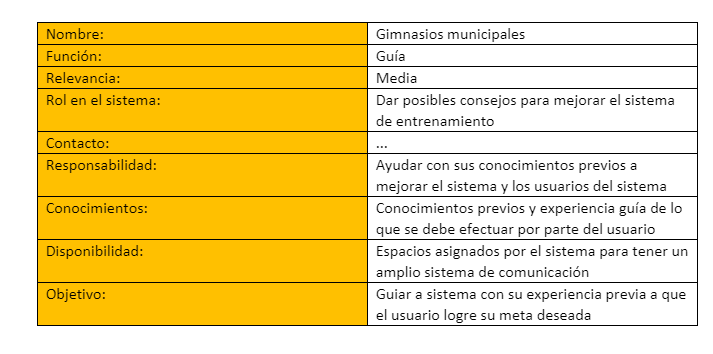 Nombre: Gimnasios municipales
Función: Guía
Relevancia: Media
Rol en el sistema: Dar posibles consejos para mejorar el sistema
de entrenamiento
Contacto: ...
Responsabilidad: Ayudar con sus conocimientos previos a
mejorar el sistema y los usuarios del sistema
Conocimientos: Conocimientos previos y experiencia guía de lo
que se debe efectuar por parte del usuario
Disponibilidad: Espacios asignados por el sistema para tener un
amplio sistema de comunicación
Objetivo: Guiar a sistema con su experiencia previa a que
el usuario logre su meta deseada